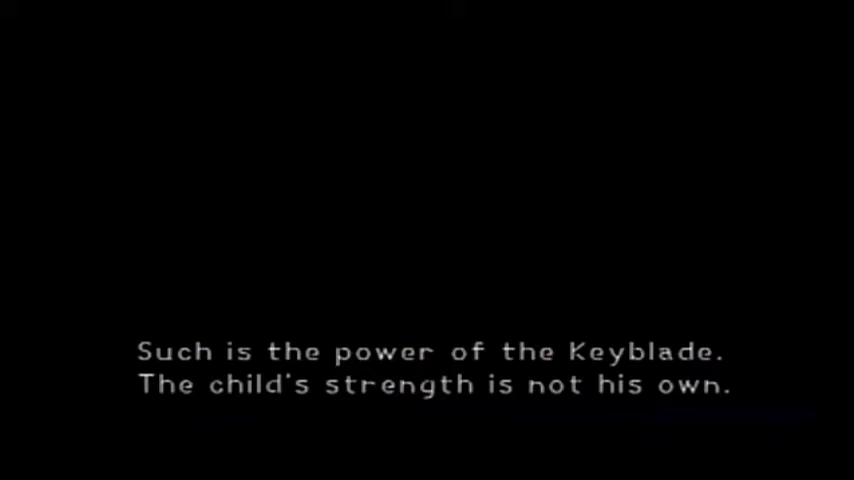 Such is the power of the Keyblade.
The child's strength is not his own.